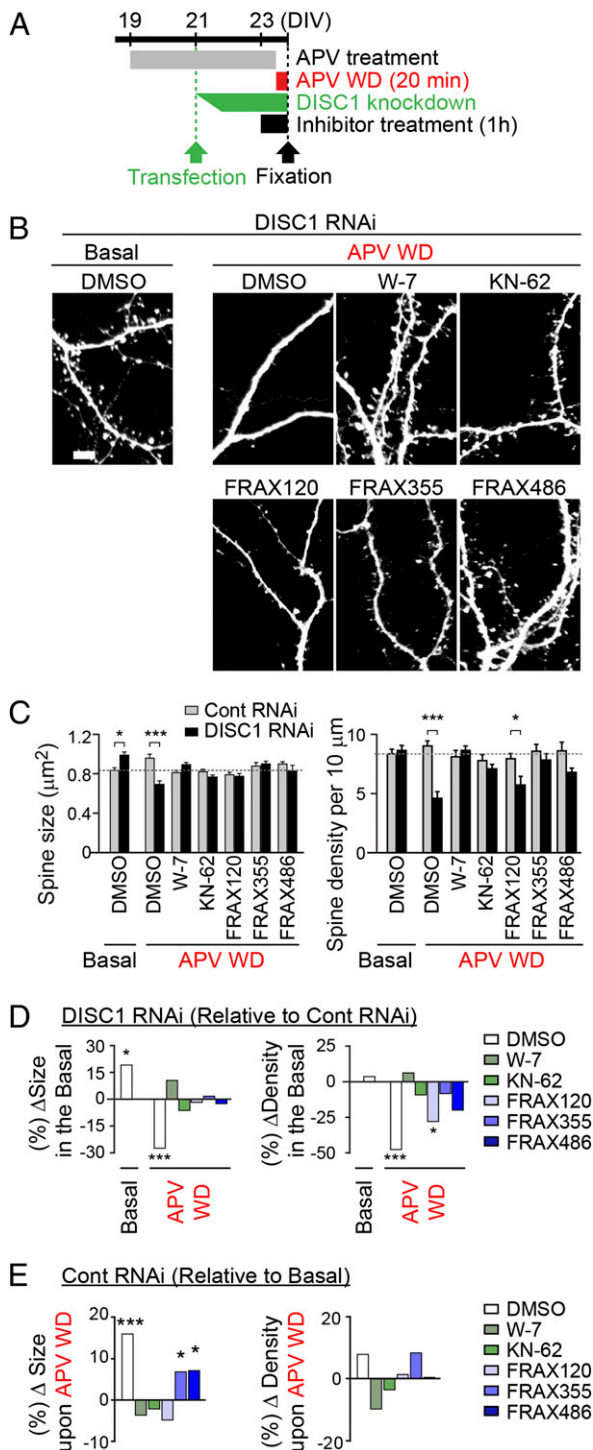 A
19 21 23 (DIV)
APV treatment
APV WD (20 min)
DISC1 knockdown
Inhibitor treatment (1h)
Transfection Fixation
B
DISC1 RNAi
Basal APV WD
DMSO DMSO W-7 KN-62
FRAX120 FRAX355 FRAX486
C
Cont RNAi
DISC1 RNAi
Spine size (μm²)
1.2
0.8
0.4
0
* ***
DMSO
DMSO
W-7
KN-62
FRAX120
FRAX355
FRAX486
Basal APV WD
Spine density per 10 μm
10
5
0
*** *
DMSO
DMSO
W-7
KN-62
FRAX120
FRAX355
FRAX486
Basal APV WD
D DISC1 RNAi (Relative to Cont RNAi)
(%) ΔSize
in the Basal
30
15
0
-15
-30
*
***
Basal
APV
WD
(%) ΔDensity
in the Basal
25
0
-25
-50
***
*
Basal
APV
WD
DMSO
W-7
KN-62
FRAX120
FRAX355
FRAX486
E Cont RNAi (Relative to Basal)
(%) Δ Size
upon APV WD
20
10
0
-10
***
* *
(%) Δ Density
upon APV WD
20
0
-20
DMSO
W-7
KN-62
FRAX120
FRAX355
FRAX486